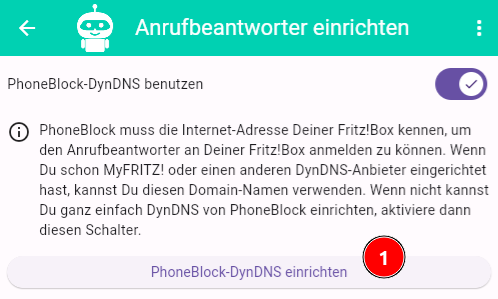 Anrufbeantworter einrichten
PhoneBlock-DynDNS benutzen
PhoneBlock muss die Internet-Adresse Deiner Fritz!Box kennen, um
den Anrufbeantworter an Deiner Fritz!Box anmelden zu können. Wenn
Du schon MyFRITZ! oder einen anderen DynDNS-Anbieter eingerichtet
hast, kannst Du diesen Domain-Namen verwenden. Wenn nicht kannst
Du ganz einfach DynDNS von PhoneBlock einrichten, aktiviere dann
diesen Schalter.
1
PhoneBlock-DynDNS einrichten